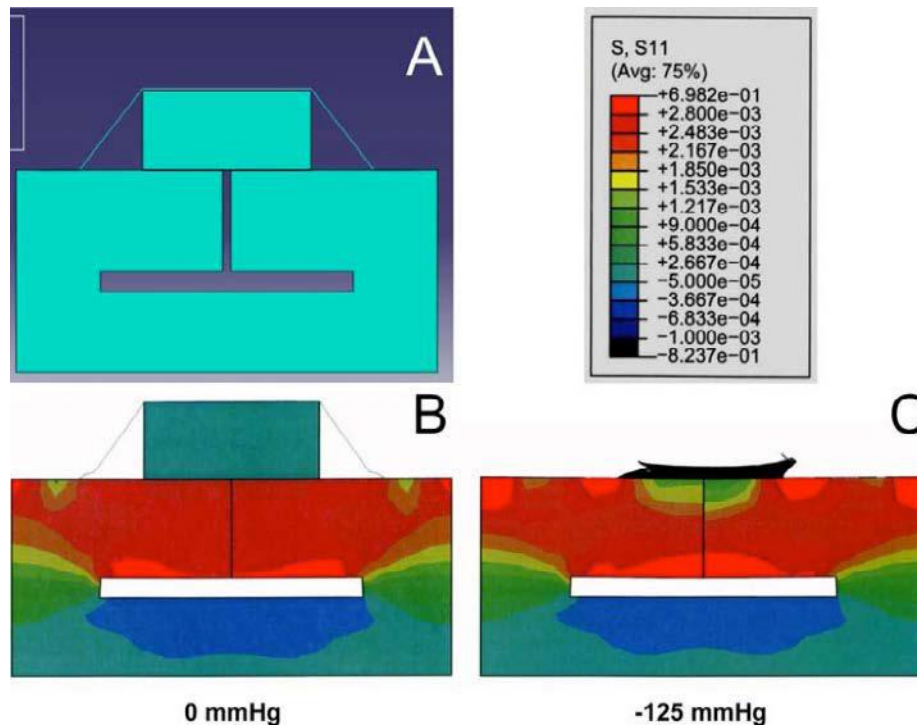 A
S, S11
(Avg: 75%)
+6.982e−01
+2.800e−03
+2.483e−03
+2.167e−03
+1.850e−03
+1.533e−03
+1.217e−03
+9.000e−04
+5.833e−04
+2.667e−04
−5.000e−05
−3.667e−04
−6.833e−04
−1.000e−03
−8.237e−01
B
C
0 mmHg
-125 mmHg